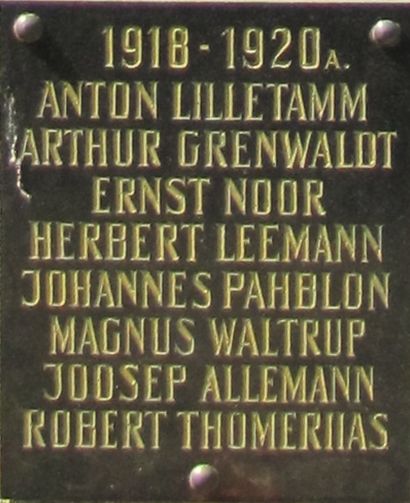 1918 - 1920A.
ANTON LILLETAMM
ARTHUR GRENWALDT
ERNST NOOR
HERBERT LEEMANN
JOHANNES PAHBLON
MAGNUS WALTRUP
JOOSEP ALLEMANN
ROBERT THOMERIIAS